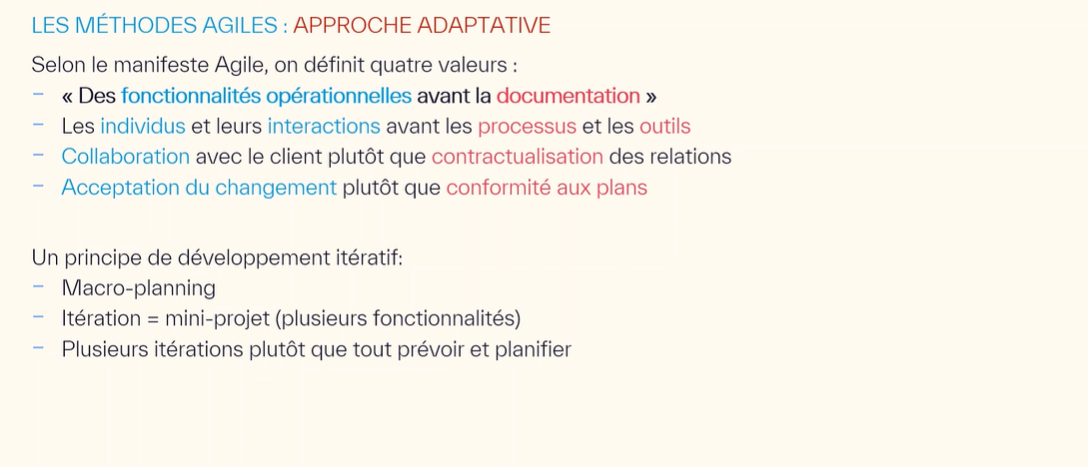 LES MÉTHODES AGILES : APPROCHE ADAPTATIVE
Selon le manifeste Agile, on définit quatre valeurs :
– « Des fonctionnalités opérationnelles avant la documentation »
– Les individus et leurs interactions avant les processus et les outils
– Collaboration avec le client plutôt que contractualisation des relations
– Acceptation du changement plutôt que conformité aux plans
Un principe de développement itératif:
– Macro-planning
– Itération = mini-projet (plusieurs fonctionnalités)
– Plusieurs itérations plutôt que tout prévoir et planifier